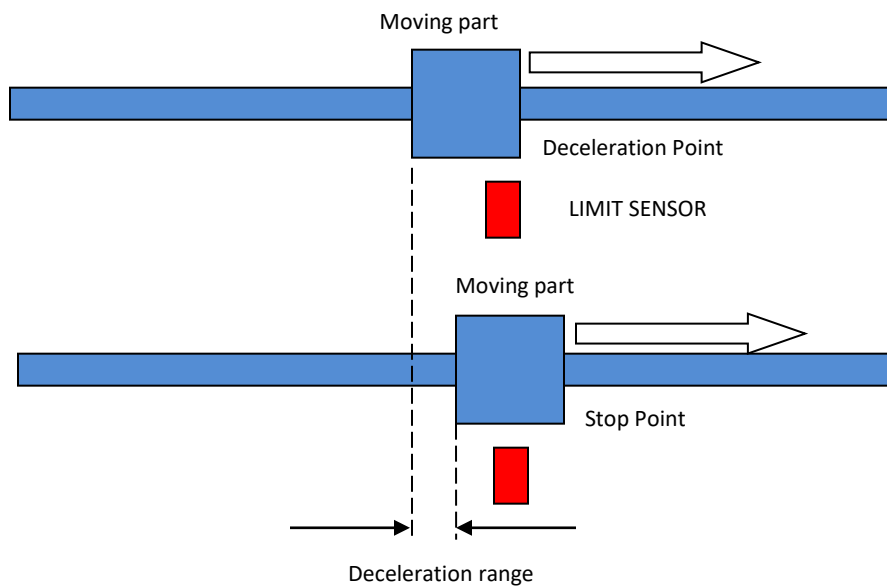 Moving part
Deceleration Point
LIMIT SENSOR
Moving part
Stop Point
Deceleration range